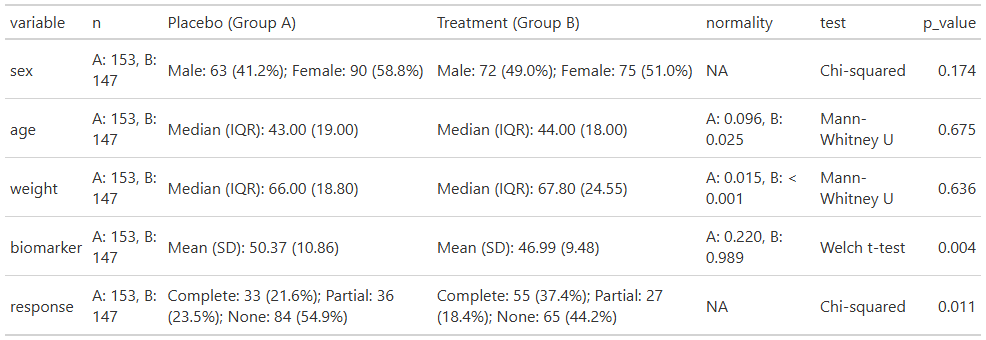 variable n Placebo (Group A) Treatment (Group B) normality test p_value
sex A: 153, B: 147 Male: 63 (41.2%); Female: 90 (58.8%) Male: 72 (49.0%); Female: 75 (51.0%) NA Chi-squared 0.174
age A: 153, B: 147 Median (IQR): 43.00 (19.00) Median (IQR): 44.00 (18.00) A: 0.096, B: 0.025 Mann-Whitney U 0.675
weight A: 153, B: 147 Median (IQR): 66.00 (18.80) Median (IQR): 67.80 (24.55) A: 0.015, B: < 0.001 Mann-Whitney U 0.636
biomarker A: 153, B: 147 Mean (SD): 50.37 (10.86) Mean (SD): 46.99 (9.48) A: 0.220, B: 0.989 Welch t-test 0.004
response A: 153, B: 147 Complete: 33 (21.6%); Partial: 36 (23.5%); None: 84 (54.9%) Complete: 55 (37.4%); Partial: 27 (18.4%); None: 65 (44.2%) NA Chi-squared 0.011